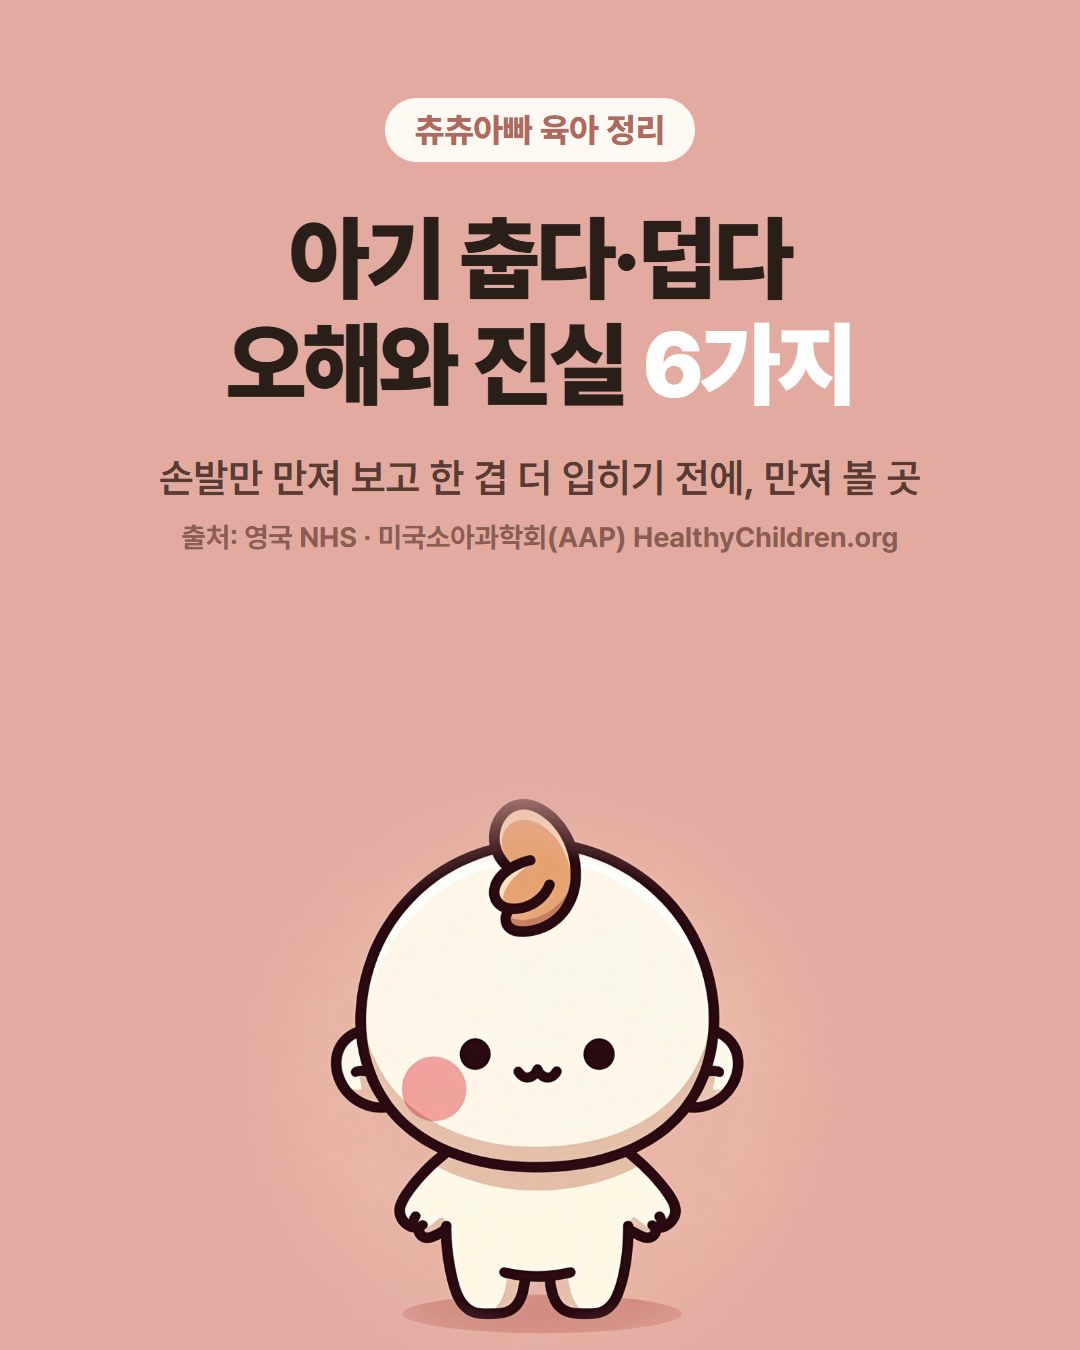 츄츄아빠 육아 정리
아기 춥다·덥다
오해와 진실 6가지
손발만 만져 보고 한 겹 더 입히기 전에, 만져 볼 곳
출처: 영국 NHS · 미국소아과학회(AAP) HealthyChildren.org